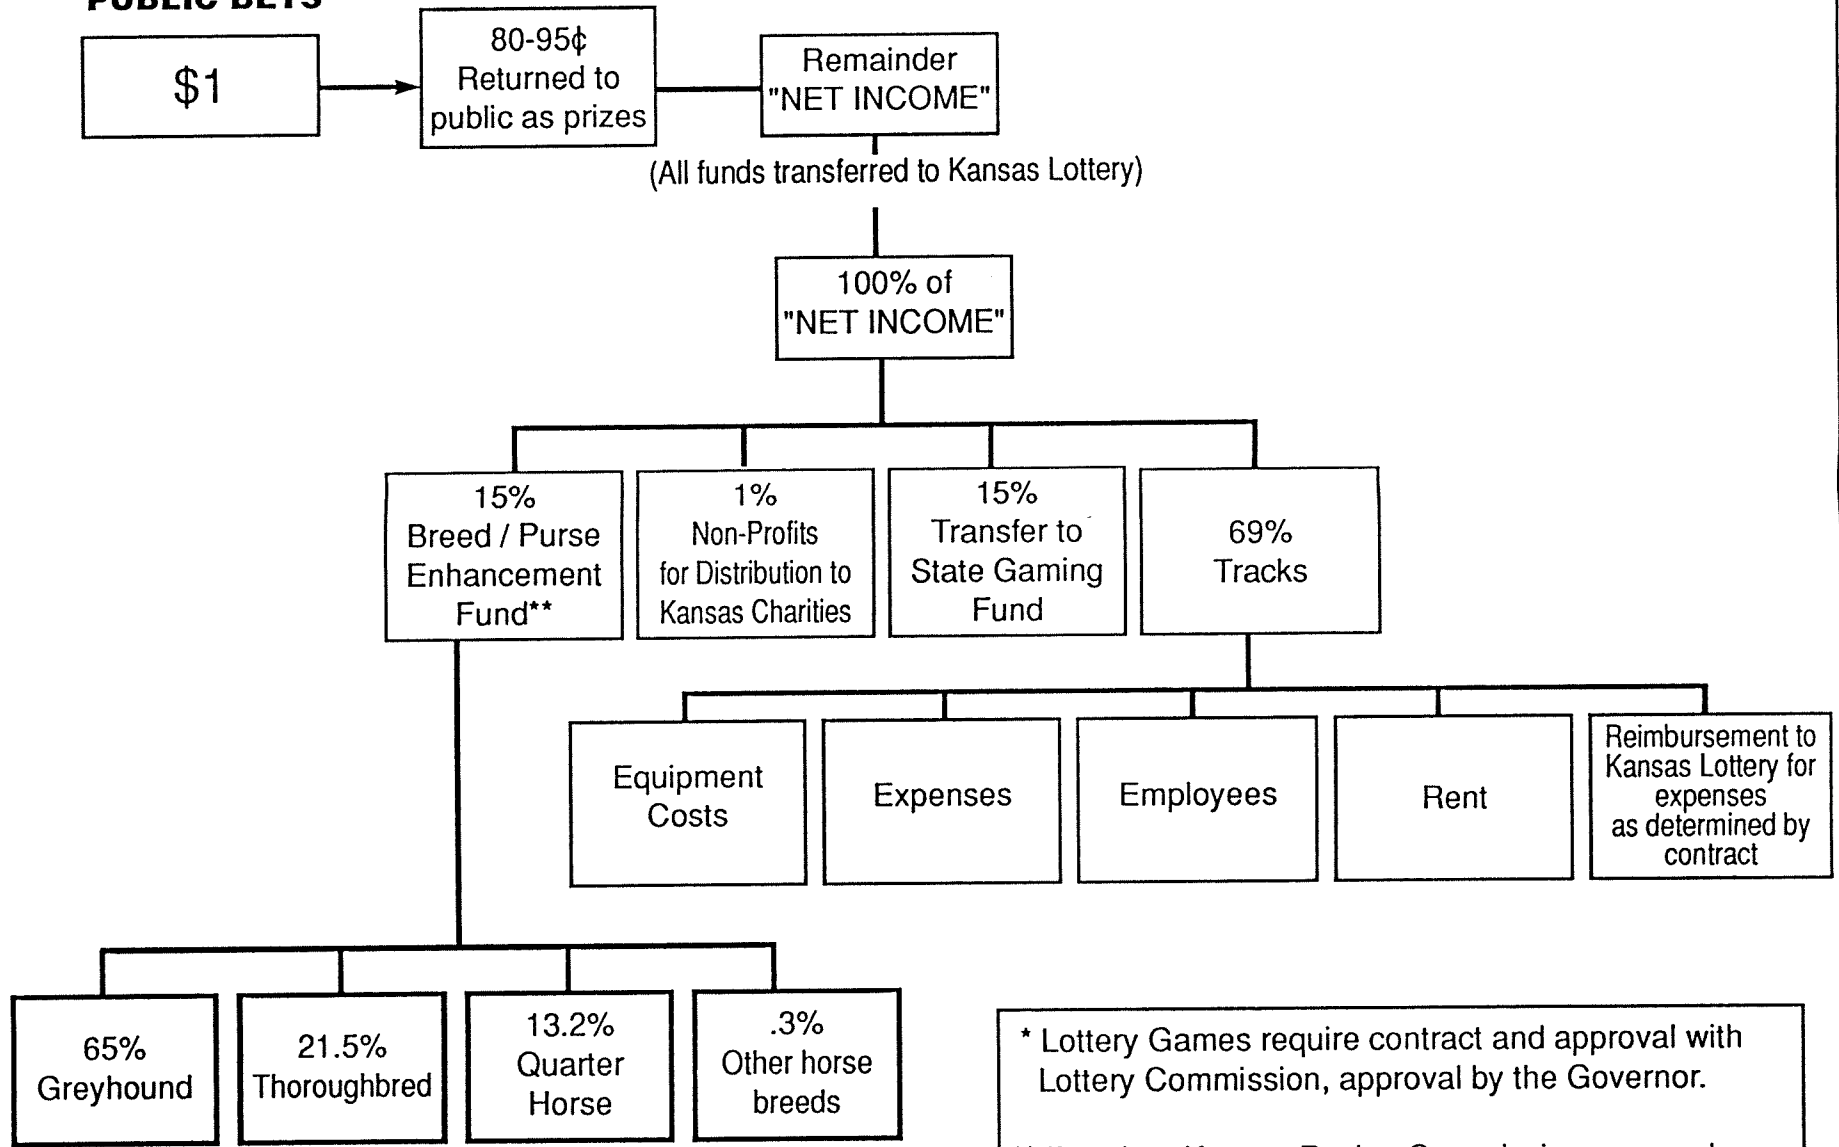 PUBLIC BETS
$1
80-95¢
Returned to
public as prizes
Remainder
"NET INCOME"
(All funds transferred to Kansas Lottery)
100% of
"NET INCOME"
15%
Breed / Purse
Enhancement
Fund**
1%
Non-Profits
for Distribution to
Kansas Charities
15%
Transfer to
State Gaming
Fund
69%
Tracks
Equipment
Costs
Expenses
Employees
Rent
Reimbursement to
Kansas Lottery for
expenses
as determined by
contract
65%
Greyhound
21.5%
Thoroughbred
13.2%
Quarter
Horse
.3%
Other horse
breeds
* Lottery Games require contract and approval with
Lottery Commission, approval by the Governor.